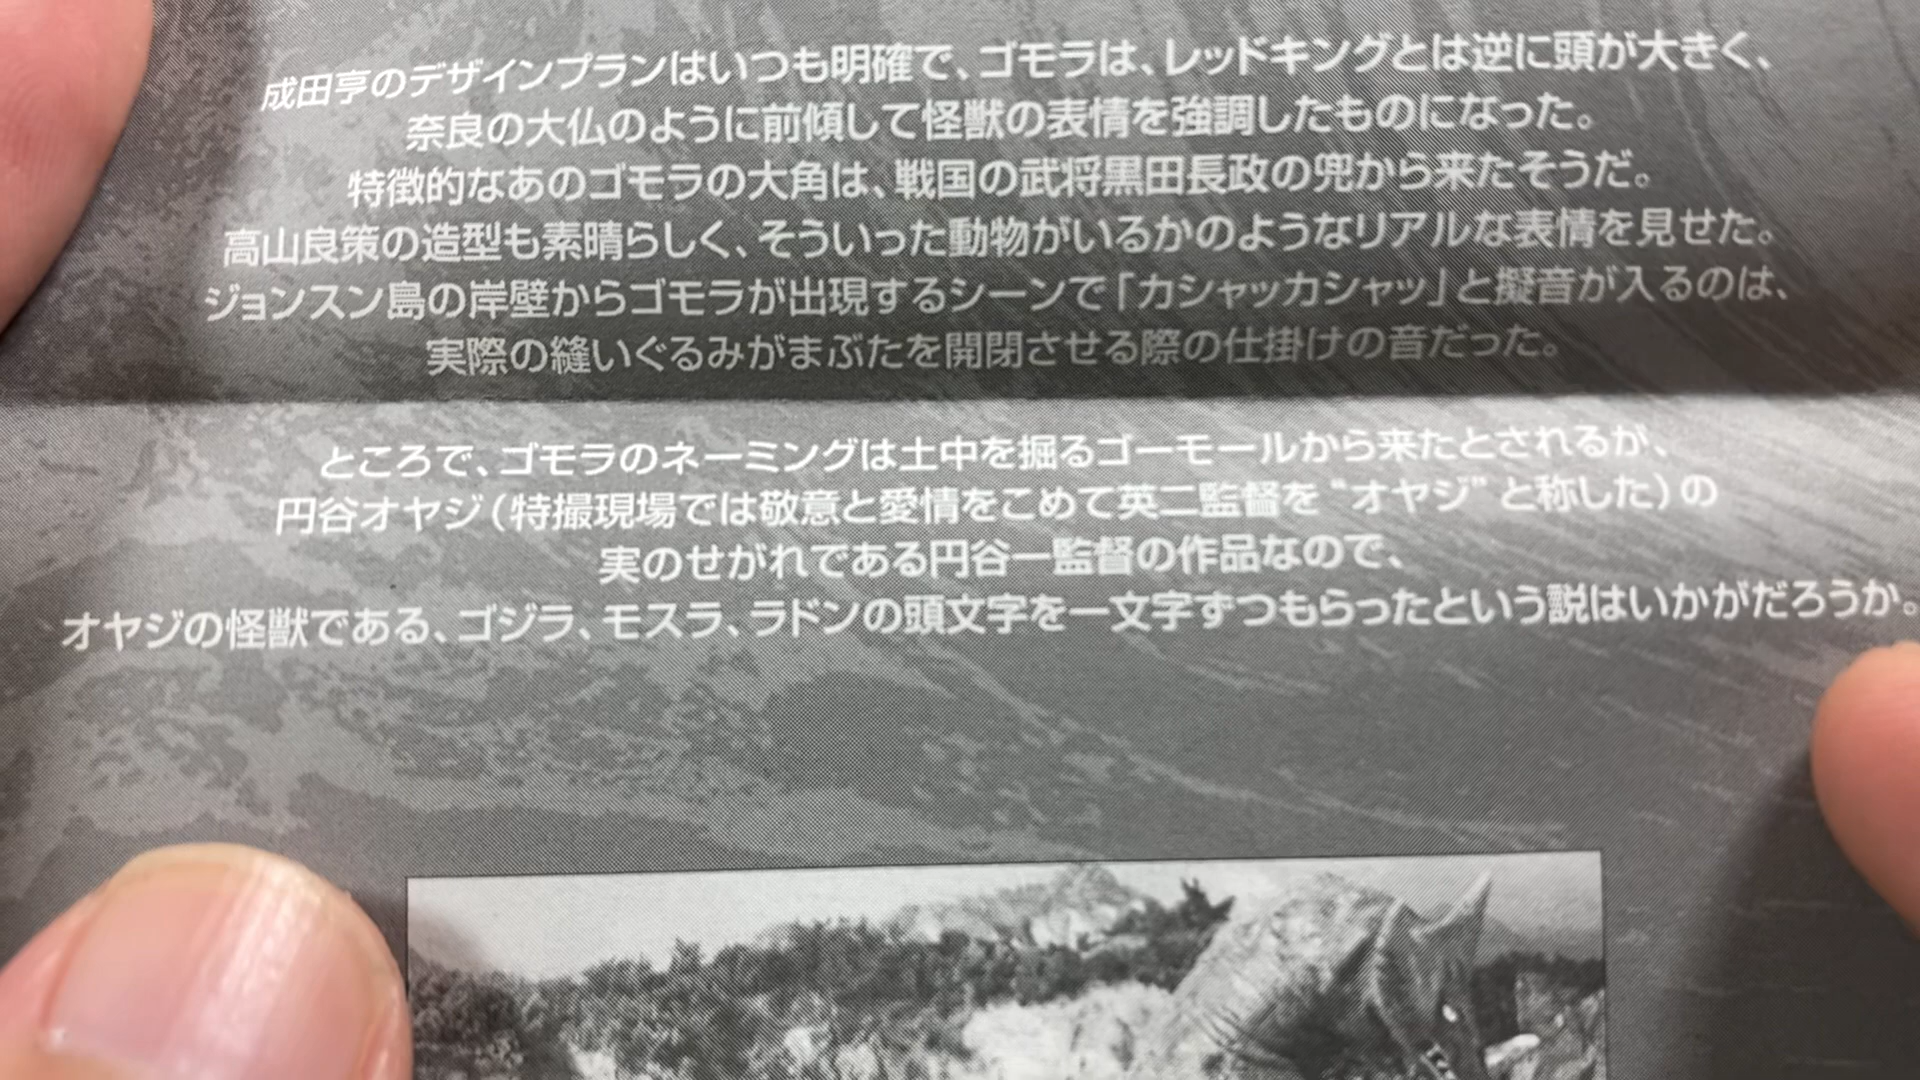 成田亨のデザインプランはいつも明確で、ゴモラは、レッドキングとは逆に頭が大きく、
奈良の大仏のように前傾して怪獣の表情を強調したものになった。
特徴的なあのゴモラの大角は、戦国の武将黒田長政の兜から来たそうだ。
高山良策の造型も素晴らしく、そういった動物がいるかのようなリアルな表情を見せた。
ジョンスン島の岸壁からゴモラが出現するシーンで「カシャッカシャッ」と擬音が入るのは、
実際の縫いぐるみがまぶたを開閉させる際の仕掛けの音だった。
ところで、ゴモラのネーミングは土中を掘るゴーモールから来たとされるが、
円谷オヤジ(特撮現場では敬意と愛情をこめて英二監督を“オヤジ”と称した)の
実のせがれである円谷一監督の作品なので、
オヤジの怪獣である、ゴジラ、モスラ、ラドンの頭文字を一文字ずつもらったという説はいかがだろうか。